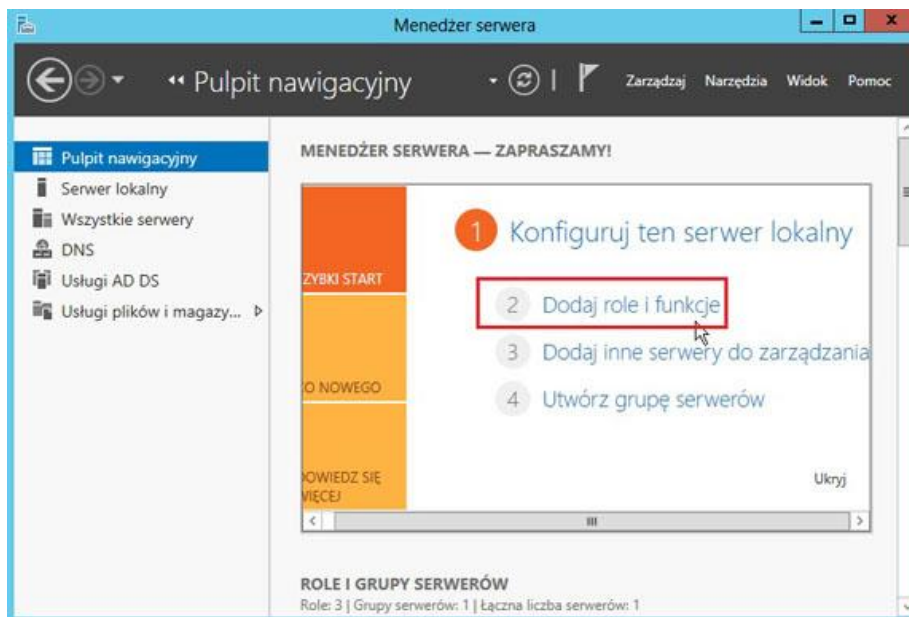 Menedżer serwera
Pulpit nawigacyjny
Zarządzaj Narzędzia Widok Pomoc
Pulpit nawigacyjny
Serwer lokalny
Wszystkie serwery
DNS
Usługi AD DS
Usługi plików i magazy...
MENEDŻER SERWERA — ZAPRASZAMY!
ZYBKI START
O NOWEGO
OWIEDZ SIĘ
WIĘCEJ
1 Konfiguruj ten serwer lokalny
2 Dodaj role i funkcje
3 Dodaj inne serwery do zarządzania
4 Utwórz grupę serwerów
Ukryj
ROLE I GRUPY SERWERÓW
Role: 3 | Grupy serwerów: 1 | Łączna liczba serwerów: 1